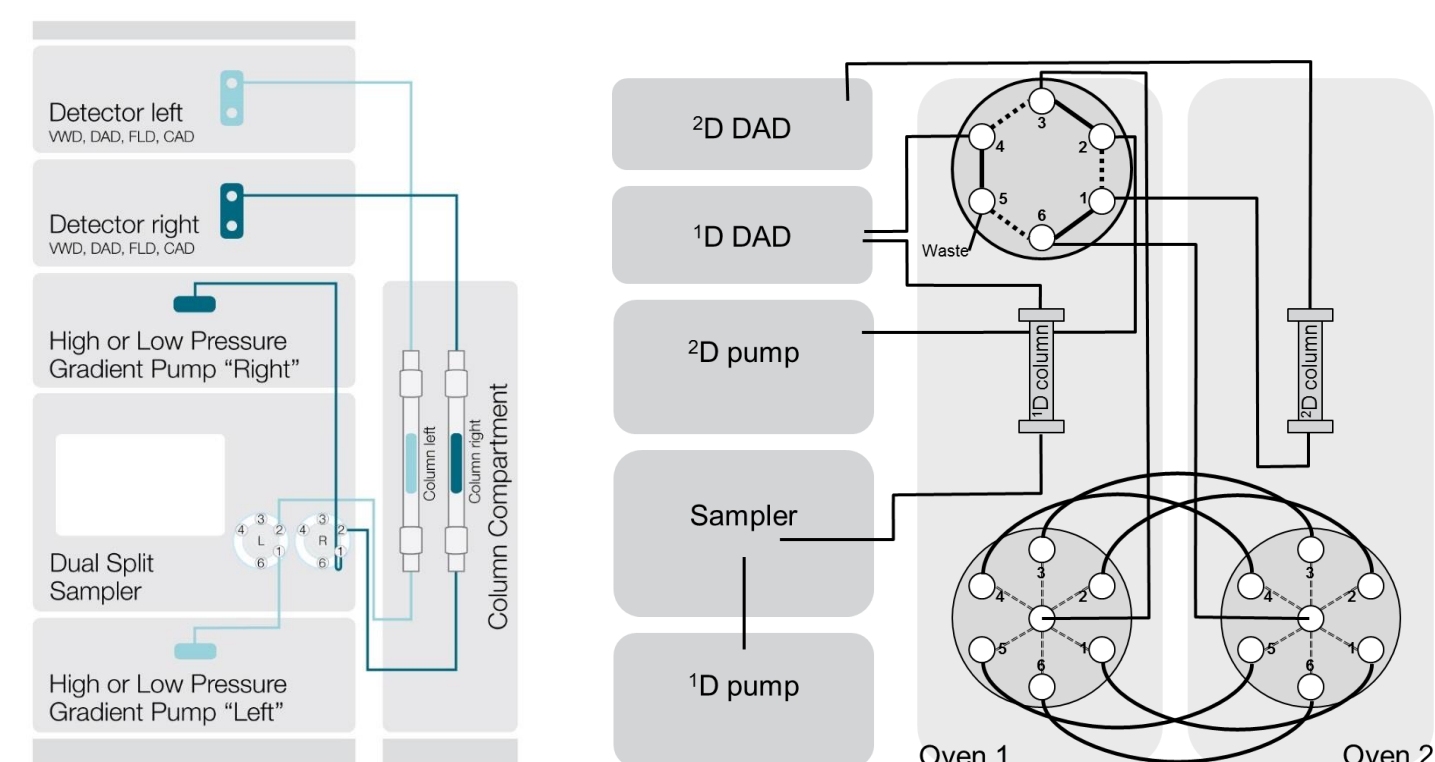 Detector left
VWD, DAD, FLD, CAD
Detector right
VWD, DAD, FLD, CAD
High or Low Pressure
Gradient Pump “Right”
Dual Split
Sampler
4 3 2 L 1 6
4 3 2 R 1 6
High or Low Pressure
Gradient Pump “Left”
Column left
Column right
Column Compartment
²D DAD
¹D DAD
²D pump
Sampler
¹D pump
3
4 2
5 1
6
Waste
¹D column
²D column
3
4 2
5 1
6
3
4 2
5 1
6
Oven 1
Oven 2